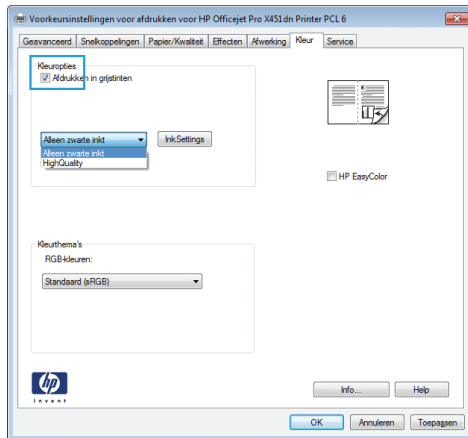 Voorkeursinstellingen voor afdrukken voor HP Officejet Pro X451dn Printer PCL 6
Geavanceerd Snelkoppelingen Papier/Kwaliteit Effecten Afwerking Kleur Service
Kleuropties
Afdrukken in grijstinten
Alleen zwarte inkt InkSettings
Alleen zwarte inkt
HighQuality
HP EasyColor
Kleurthema's
RGB-kleuren:
Standaard (sRGB)
hp
invent
Info... Help
OK Annuleren Toepassen